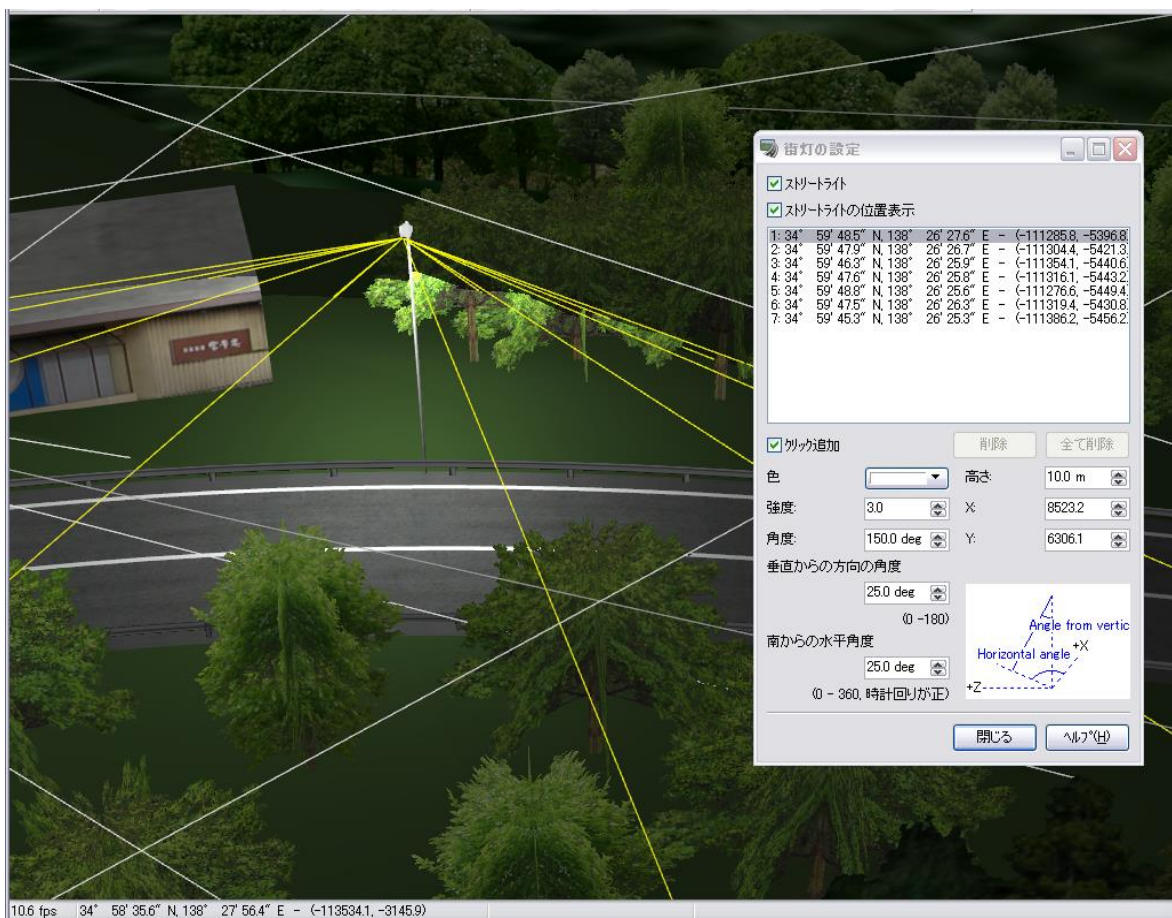 街灯の設定
ストリートライト
ストリートライトの位置表示
1: 34° 59' 48.5" N, 138° 26' 27.6" E - (-111285.8, -5396.8
2: 34° 59' 47.9" N, 138° 26' 26.7" E - (-111304.4, -5421.3
3: 34° 59' 46.3" N, 138° 26' 25.9" E - (-111354.1, -5440.6
4: 34° 59' 47.6" N, 138° 26' 25.8" E - (-111316.1, -5443.2
5: 34° 59' 48.8" N, 138° 26' 25.6" E - (-111276.6, -5449.4
6: 34° 59' 47.5" N, 138° 26' 26.3" E - (-111319.4, -5430.8
7: 34° 59' 45.3" N, 138° 26' 25.3" E - (-111386.2, -5456.2
クリック追加 削除 全て削除
色 高さ: 10.0 m
強度: 3.0 X: 8523.2
角度: 150.0 deg Y: 6306.1
垂直からの方向の角度
25.0 deg
(0 -180)
南からの水平角度
25.0 deg
(0 - 360, 時計回りが正)
Angle from vertic
Horizontal angle
+X
+Z
閉じる ヘルプ(H)
10.6 fps 34° 58' 35.6" N, 138° 27' 56.4" E - (-113534.1, -3145.9)